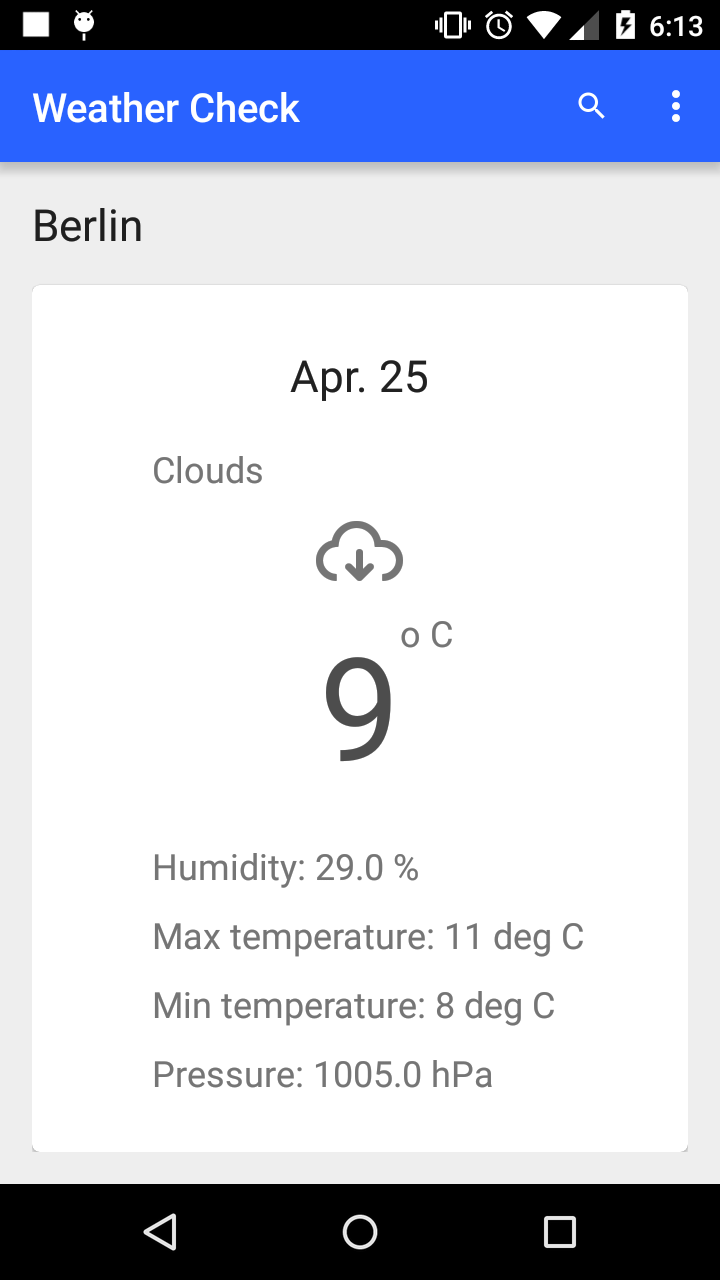 6:13
Weather Check
Berlin
Apr. 25
Clouds
o C
9
Humidity: 29.0 %
Max temperature: 11 deg C
Min temperature: 8 deg C
Pressure: 1005.0 hPa